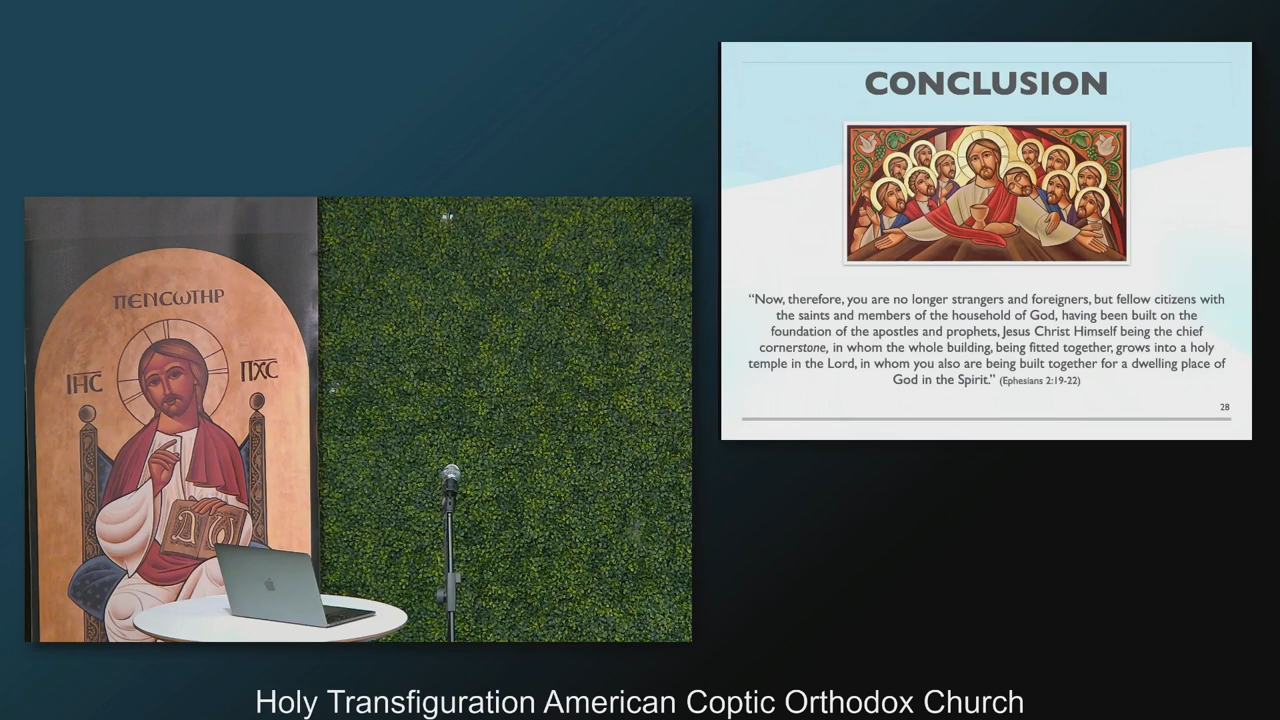 CONCLUSION
“Now, therefore, you are no longer strangers and foreigners, but fellow citizens with
the saints and members of the household of God, having been built on the
foundation of the apostles and prophets, Jesus Christ Himself being the chief
cornerstone, in whom the whole building, being fitted together, grows into a holy
temple in the Lord, in whom you also are being built together for a dwelling place of
God in the Spirit.” (Ephesians 2:19-22)
28
ⲠⲈⲚⲤⲰⲦⲎⲢ
ⲒⲎ̅Ⲥ̅
ⲠⲬ̅Ⲥ̅
Ⲁ Ⲱ
Holy Transfiguration American Coptic Orthodox Church